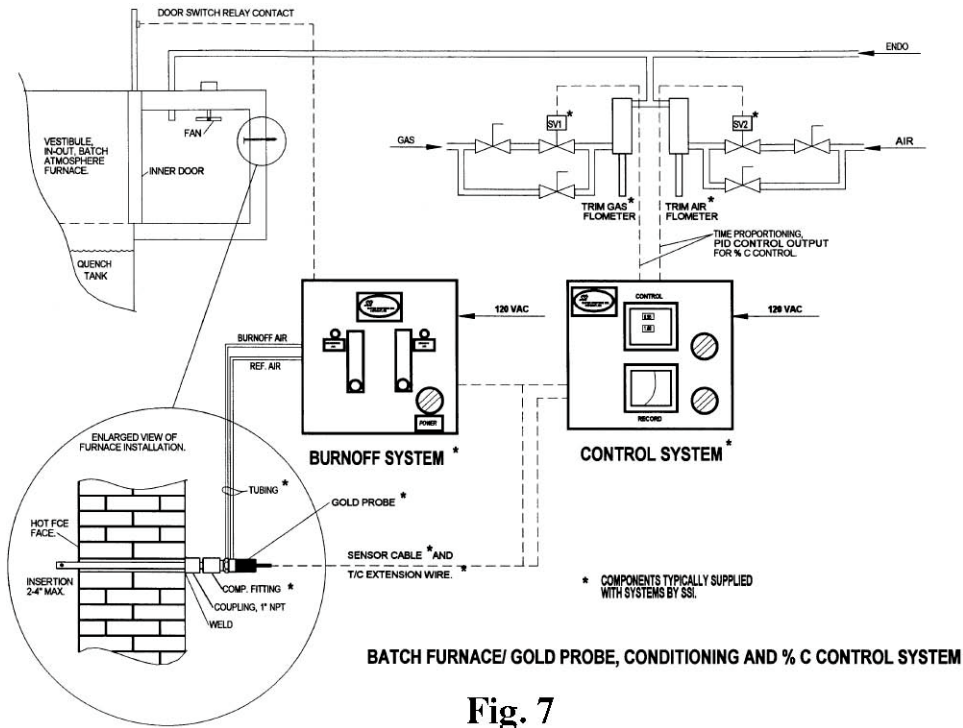 DOOR SWITCH RELAY CONTACT
ENDO
FAN
VESTIBULE,
IN-OUT, BATCH
ATMOSPHERE
FURNACE.
INNER DOOR
QUENCH
TANK
GAS
SV1 *
SV2 *
AIR
TRIM GAS *
FLOMETER
TRIM AIR *
FLOMETER
TIME PROPORTIONING,
PID CONTROL OUTPUT
FOR % C CONTROL.
BURNOFF AIR
REF. AIR
120 VAC
CONTROL
120 VAC
RECORD
POWER
BURNOFF SYSTEM *
CONTROL SYSTEM *
ENLARGED VIEW OF
FURNACE INSTALLATION.
TUBING *
GOLD PROBE *
HOT FCE
FACE.
INSERTION
2-4" MAX.
COMP. FITTING *
COUPLING, 1" NPT
WELD
SENSOR CABLE * AND
T/C EXTENSION WIRE. *
* COMPONENTS TYPICALLY SUPPLIED
WITH SYSTEMS BY SSI.
BATCH FURNACE/ GOLD PROBE, CONDITIONING AND % C CONTROL SYSTEM
Fig. 7